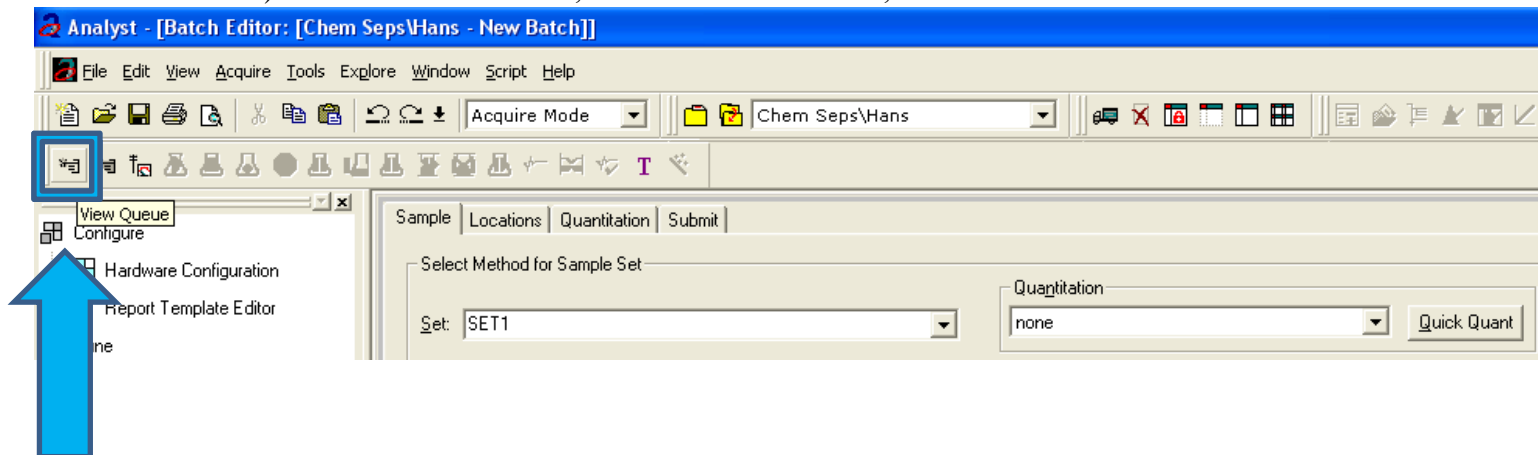 Analyst - [Batch Editor: [Chem Seps\Hans - New Batch]]
File Edit View Acquire Tools Explore Window Script Help
Acquire Mode Chem Seps\Hans
T
View Queue
Configure
Sample Locations Quantitation Submit
Hardware Configuration
Select Method for Sample Set
Quantitation
Report Template Editor
Set: SET1 none Quick Quant